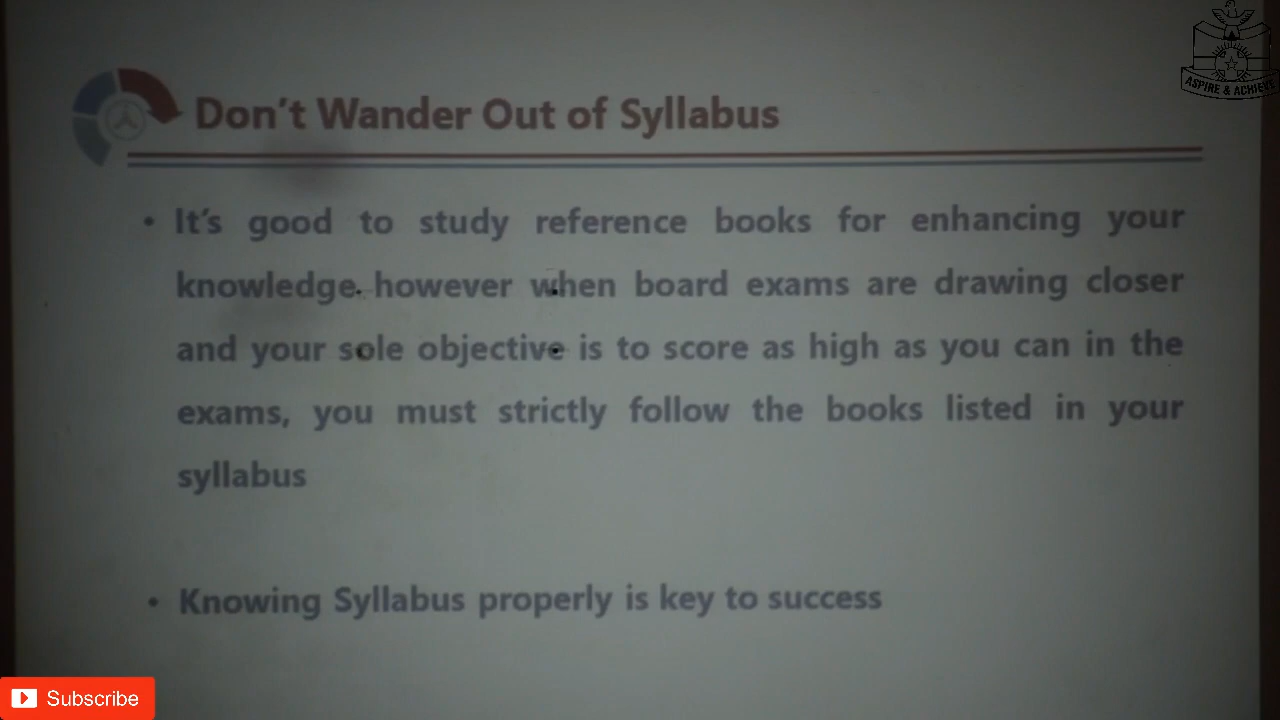 Don't Wander Out of Syllabus
ASPIRE & ACHIEVE
• It's good to study reference books for enhancing your
knowledge however when board exams are drawing closer
and your sole objective is to score as high as you can in the
exams, you must strictly follow the books listed in your
syllabus
• Knowing Syllabus properly is key to success
Subscribe